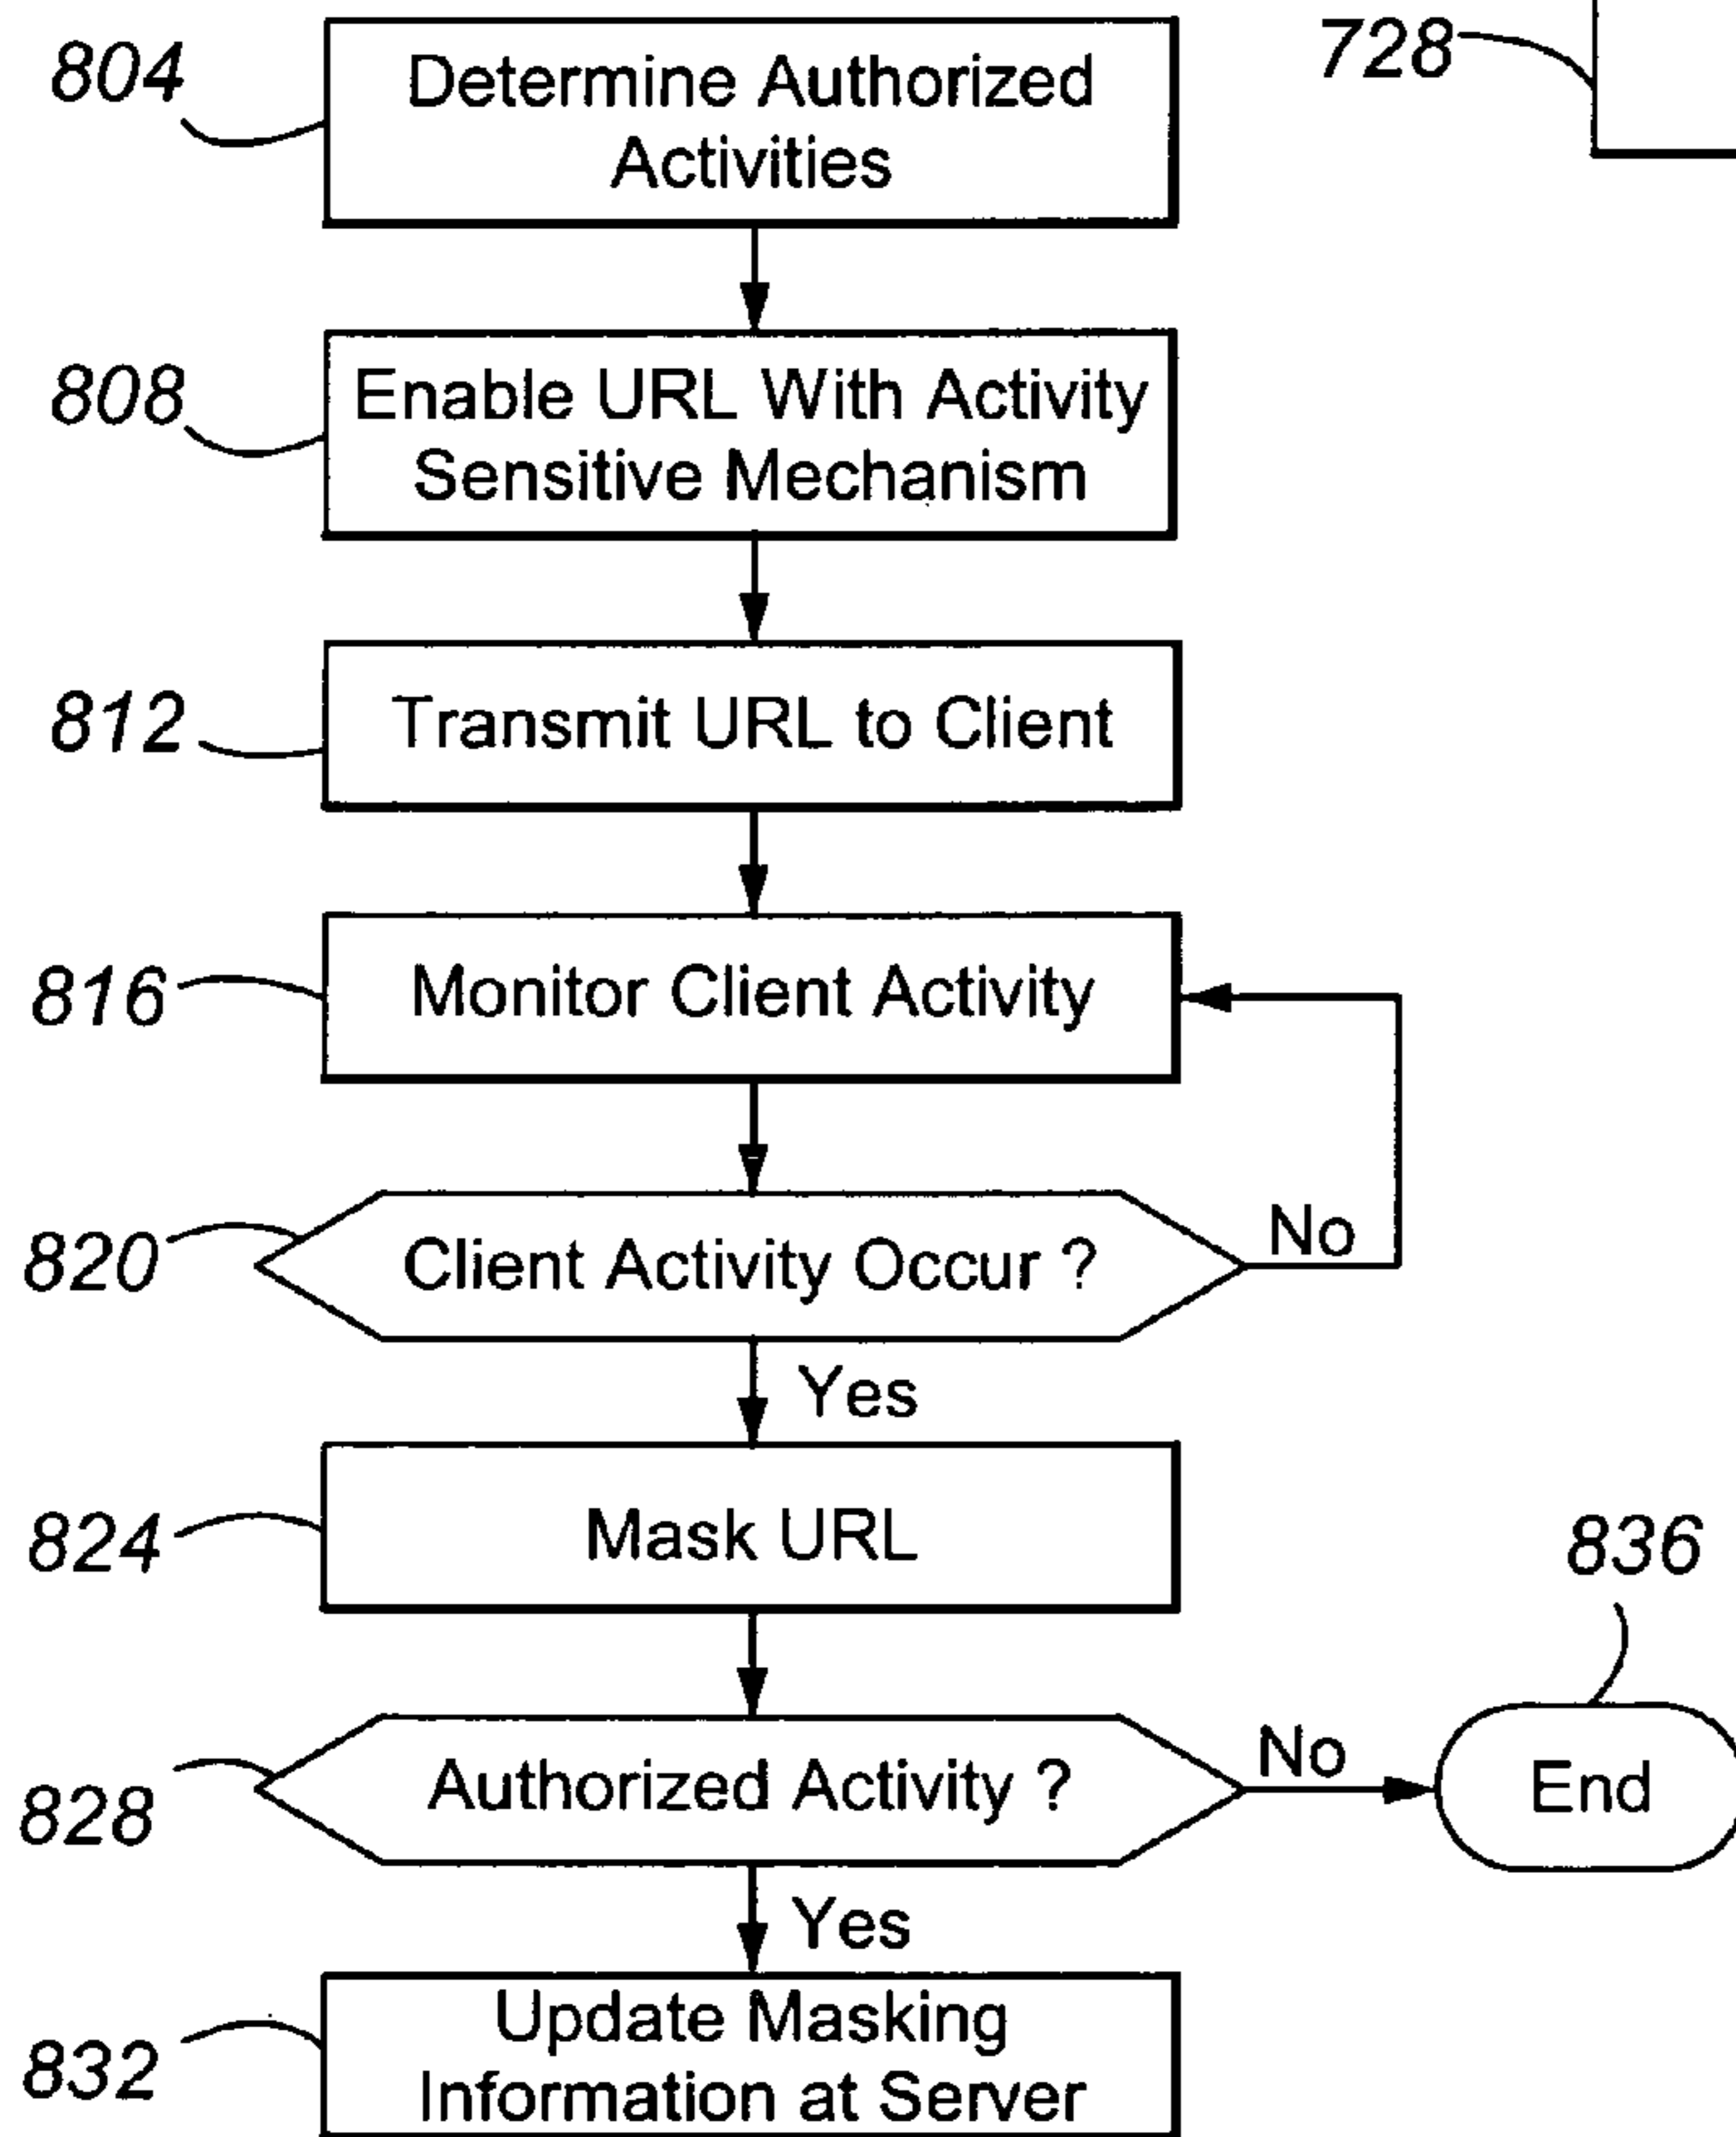 804
Determine Authorized
Activities
728
808
Enable URL With Activity
Sensitive Mechanism
812
Transmit URL to Client
816
Monitor Client Activity
820
Client Activity Occur ?
No
Yes
824
Mask URL
836
828
Authorized Activity ?
No
End
Yes
832
Update Masking
Information at Server